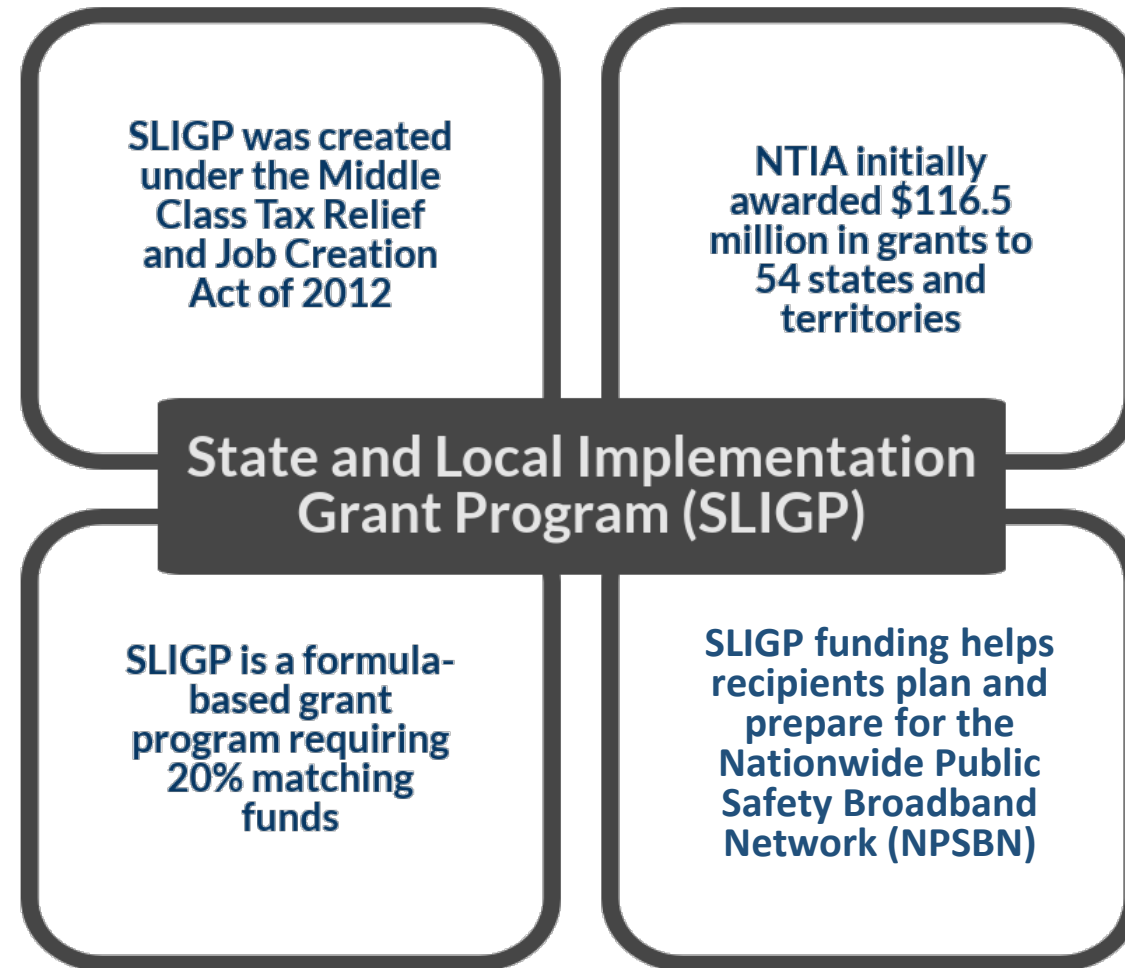 SLIGP was created
under the Middle
Class Tax Relief
and Job Creation
Act of 2012
NTIA initially
awarded $116.5
million in grants to
54 states and
territories
State and Local Implementation
Grant Program (SLIGP)
SLIGP is a formula-
based grant
program requiring
20% matching
funds
SLIGP funding helps
recipients plan and
prepare for the
Nationwide Public
Safety Broadband
Network (NPSBN)